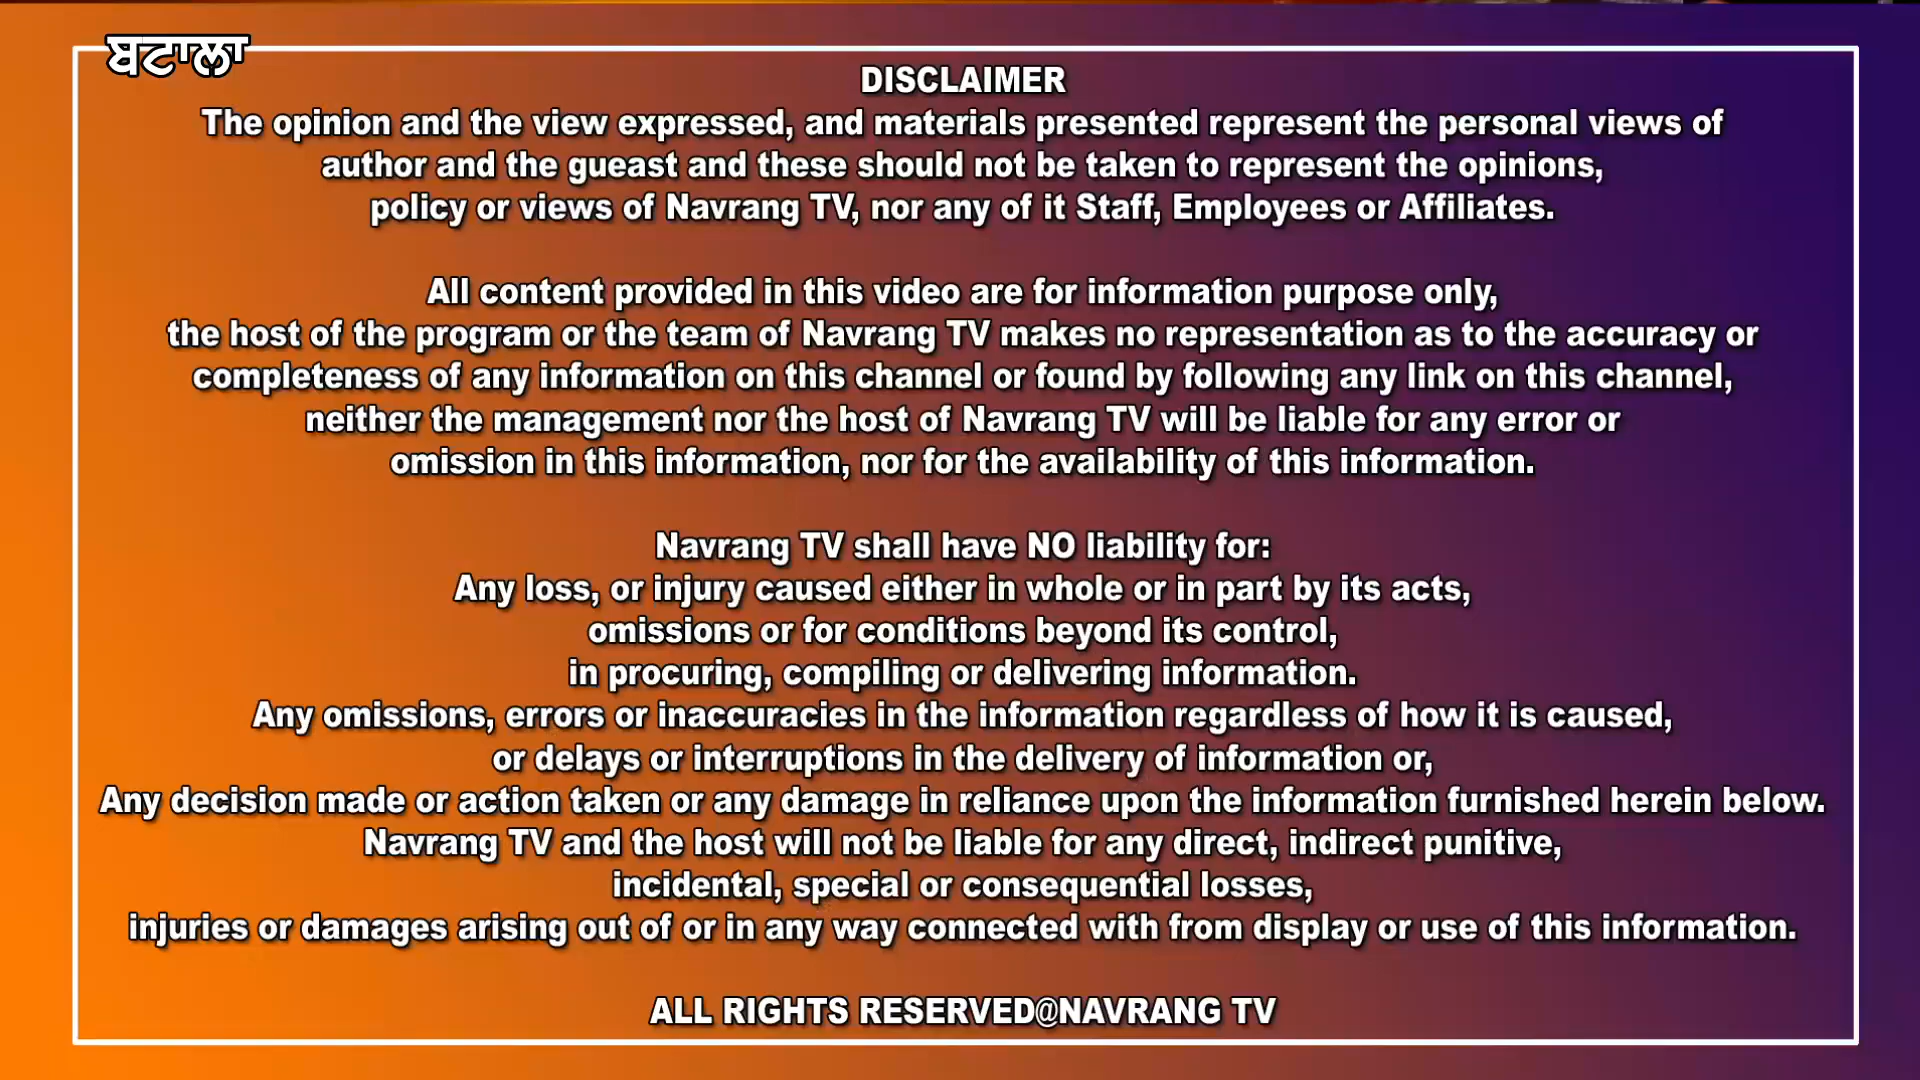 ਬਟਾਲਾ
DISCLAIMER
The opinion and the view expressed, and materials presented represent the personal views of
author and the gueast and these should not be taken to represent the opinions,
policy or views of Navrang TV, nor any of it Staff, Employees or Affiliates.
All content provided in this video are for information purpose only,
the host of the program or the team of Navrang TV makes no representation as to the accuracy or
completeness of any information on this channel or found by following any link on this channel,
neither the management nor the host of Navrang TV will be liable for any error or
omission in this information, nor for the availability of this information.
Navrang TV shall have NO liability for:
Any loss, or injury caused either in whole or in part by its acts,
omissions or for conditions beyond its control,
in procuring, compiling or delivering information.
Any omissions, errors or inaccuracies in the information regardless of how it is caused,
or delays or interruptions in the delivery of information or,
Any decision made or action taken or any damage in reliance upon the information furnished herein below.
Navrang TV and the host will not be liable for any direct, indirect punitive,
incidental, special or consequential losses,
injuries or damages arising out of or in any way connected with from display or use of this information.
ALL RIGHTS RESERVED@NAVRANG TV